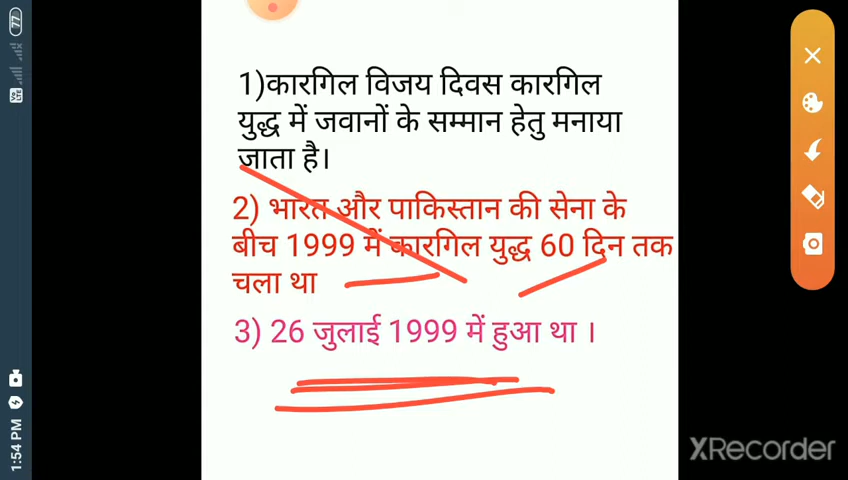 1)कारगिल विजय दिवस कारगिल
युद्ध में जवानों के सम्मान हेतु मनाया
जाता है।
2) भारत और पाकिस्तान की सेना के
बीच 1999 में कारगिल युद्ध 60 दिन तक
चला था
3) 26 जुलाई 1999 में हुआ था ।
77
1:54 PM
XRecorder